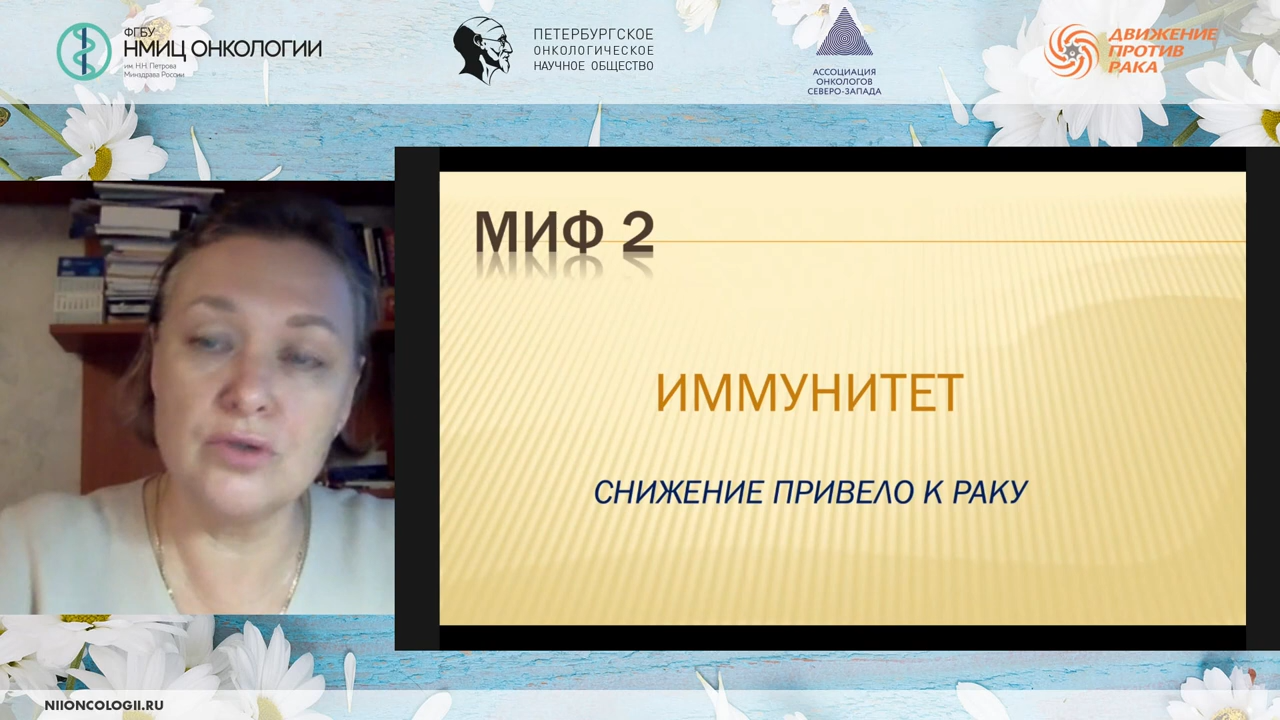 ФГБУ
НМИЦ ОНКОЛОГИИ
им. Н.Н. Петрова
Минздрава России
ПЕТЕРБУРГСКОЕ
ОНКОЛОГИЧЕСКОЕ
НАУЧНОЕ ОБЩЕСТВО
АССОЦИАЦИЯ
ОНКОЛОГОВ
СЕВЕРО-ЗАПАДА
ДВИЖЕНИЕ
ПРОТИВ
РАКА
МИФ 2
ИММУНИТЕТ
СНИЖЕНИЕ ПРИВЕЛО К РАКУ
NIIONCOLOGII.RU